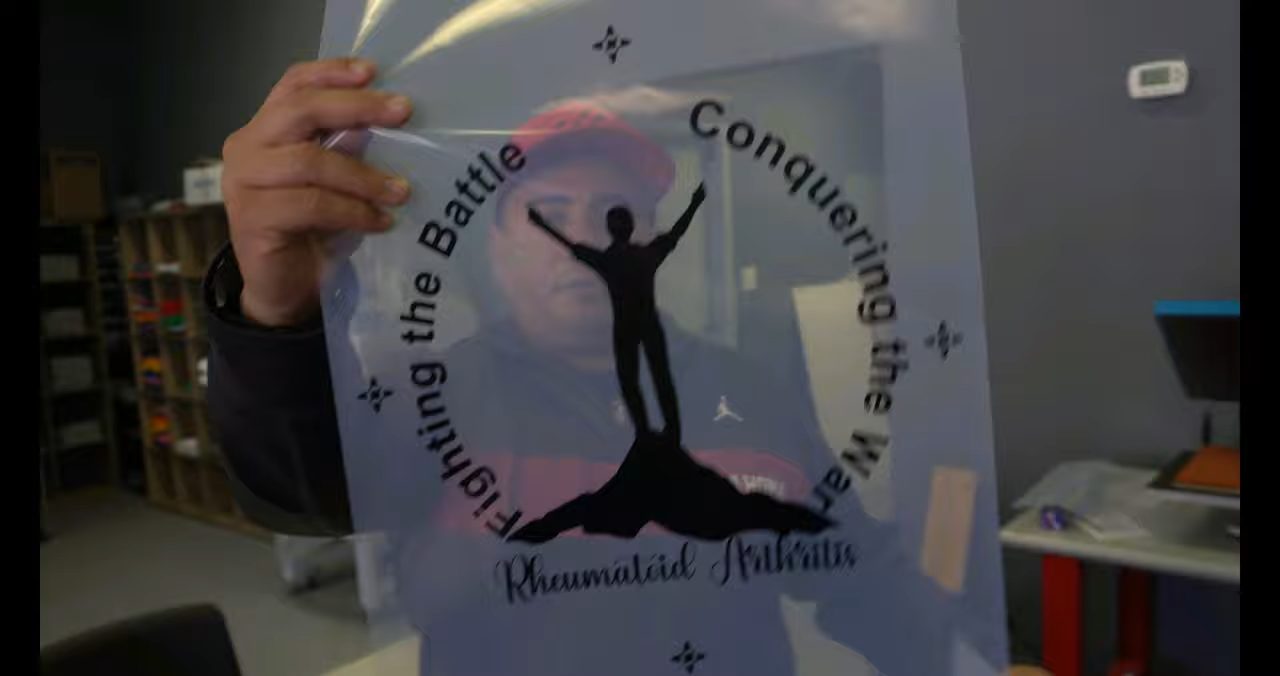 Fighting the Battle
Conquering the War
Rheumatoid Arthritis